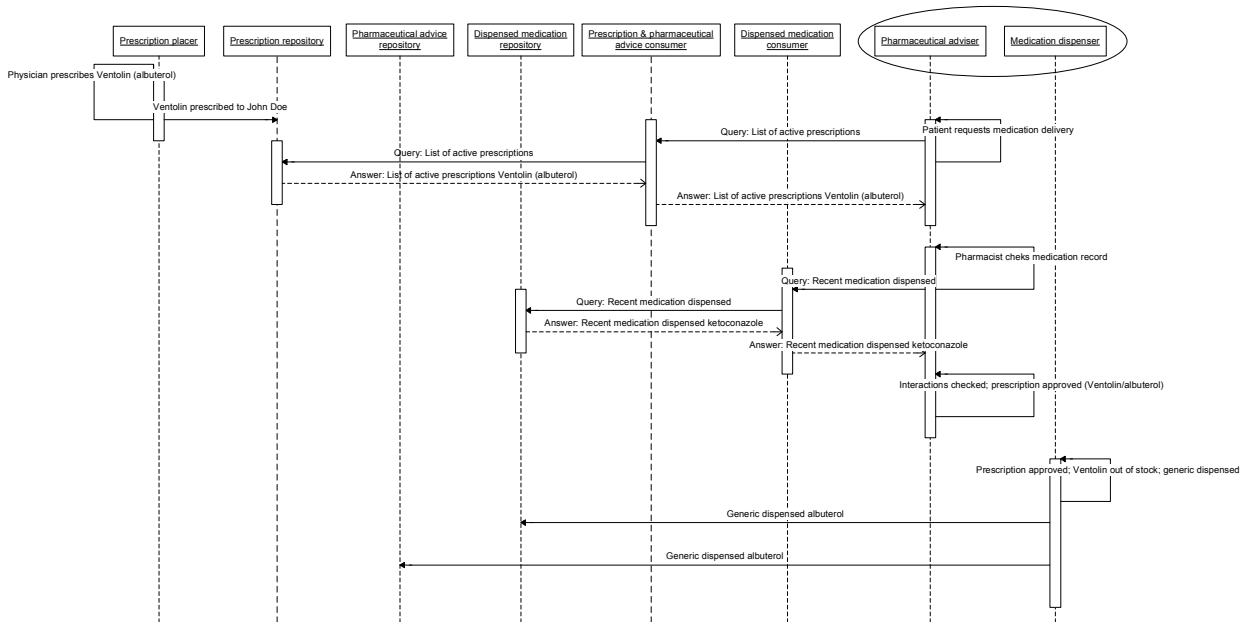 Prescription placer
Prescription repository
Pharmaceutical advice
repository
Dispensed medication
repository
Prescription & pharmaceutical
advice consumer
Dispensed medication
consumer
Pharmaceutical adviser
Medication dispenser
Physician prescribes Ventolin (albuterol)
Ventolin prescribed to John Doe
Patient requests medication delivery
Query: List of active prescriptions
Query: List of active prescriptions
Answer: List of active prescriptions Ventolin (albuterol)
Answer: List of active prescriptions Ventolin (albuterol)
Pharmacist cheks medication record
Query: Recent medication dispensed
Query: Recent medication dispensed
Answer: Recent medication dispensed ketoconazole
Answer: Recent medication dispensed ketoconazole
Interactions checked; prescription approved (Ventolin/albuterol)
Prescription approved; Ventolin out of stock; generic dispensed
Generic dispensed albuterol
Generic dispensed albuterol